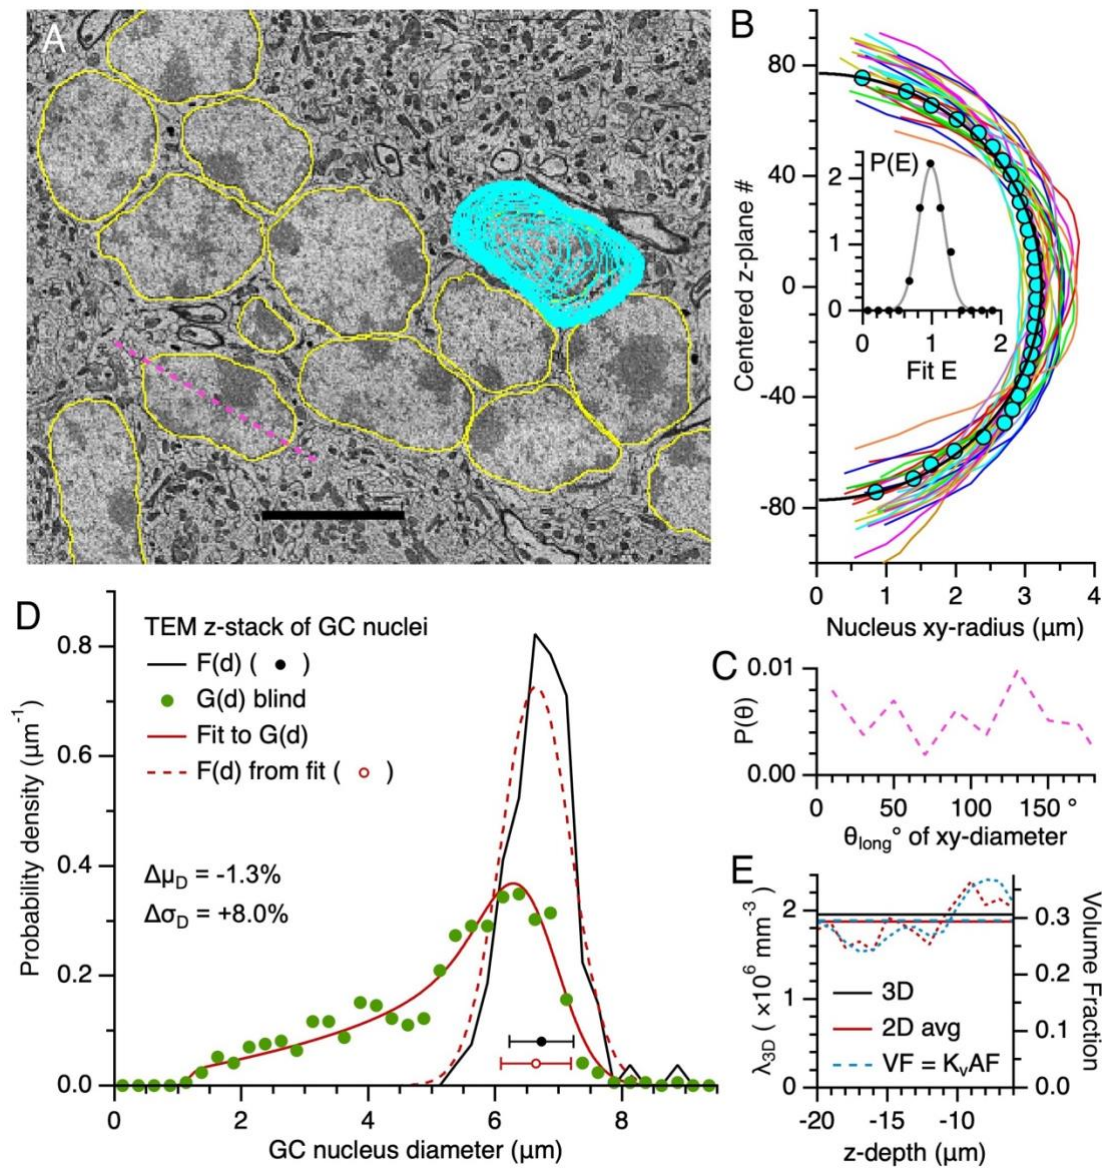 A
B
80
40
0
-40
-80
Centered z-plane #
P(E)
2
1
0
0 1 2
Fit E
0 1 2 3 4
Nucleus xy-radius (µm)
C
0.01
0.00
P(θ)
0 50 100 150 °
θlong° of xy-diameter
D
TEM z-stack of GC nuclei
F(d) ( • )
G(d) blind
Fit to G(d)
F(d) from fit ( ○ )
ΔµD = -1.3%
ΔσD = +8.0%
0.8
0.6
0.4
0.2
0.0
Probability density (µm⁻¹)
0 2 4 6 8
GC nucleus diameter (µm)
E
2
1
0
λ3D ( ×10⁶ mm⁻³)
3D
2D avg
VF = KvAF
0.3
0.2
0.1
0.0
Volume Fraction
-20 -15 -10
z-depth (µm)